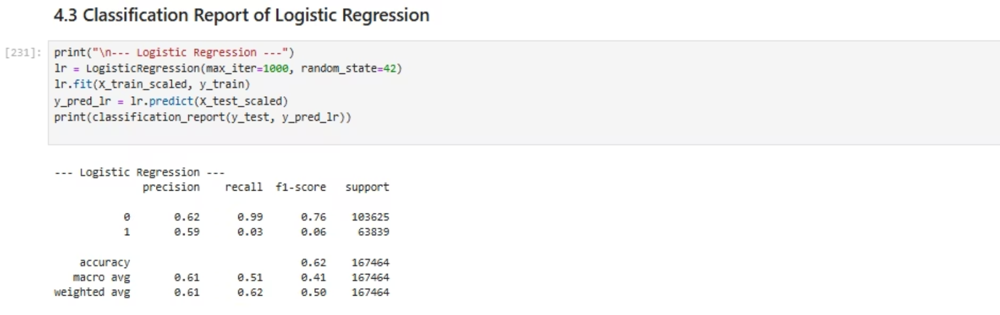 4.3 Classification Report of Logistic Regression
[231]:
print("\n--- Logistic Regression ---")
lr = LogisticRegression(max_iter=1000, random_state=42)
lr.fit(X_train_scaled, y_train)
y_pred_lr = lr.predict(X_test_scaled)
print(classification_report(y_test, y_pred_lr))
--- Logistic Regression ---
precision recall f1-score support
0 0.62 0.99 0.76 103625
1 0.59 0.03 0.06 63839
accuracy 0.62 167464
macro avg 0.61 0.51 0.41 167464
weighted avg 0.61 0.62 0.50 167464